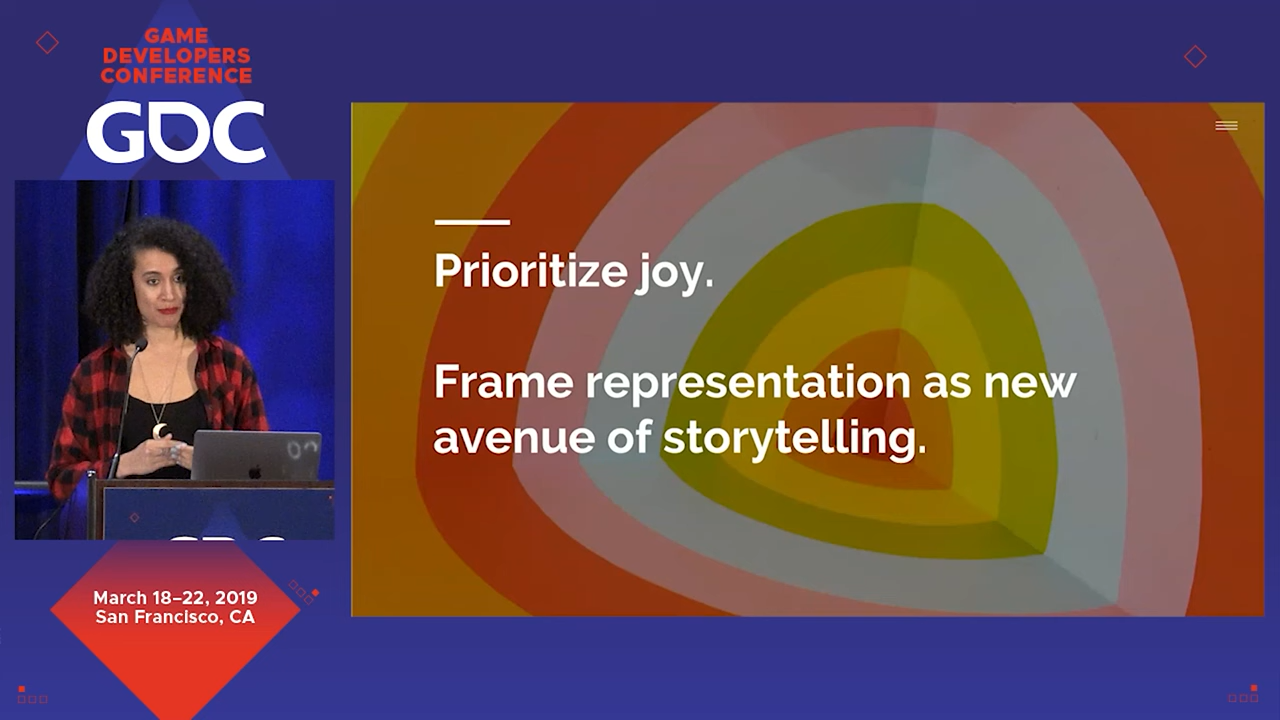 GAME
DEVELOPERS
CONFERENCE
GDC
Prioritize joy.
Frame representation as new
avenue of storytelling.
March 18–22, 2019
San Francisco, CA